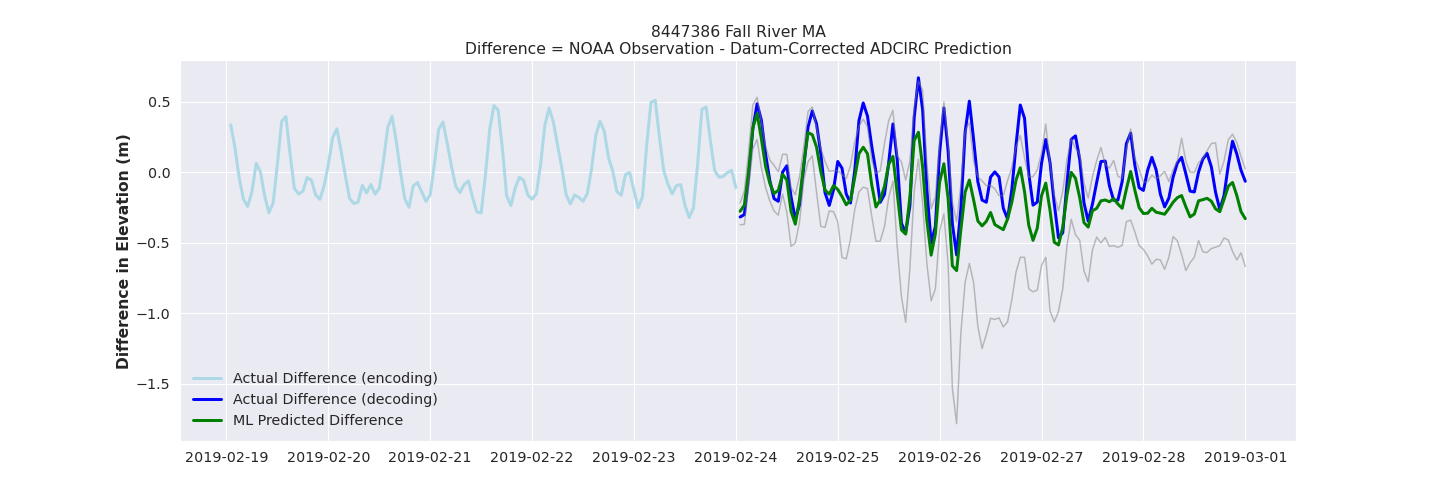 8447386 Fall River MA
Difference = NOAA Observation - Datum-Corrected ADCIRC Prediction
Difference in Elevation (m)
0.5
0.0
−0.5
−1.0
−1.5
Actual Difference (encoding)
Actual Difference (decoding)
ML Predicted Difference
2019-02-19 2019-02-20 2019-02-21 2019-02-22 2019-02-23 2019-02-24 2019-02-25 2019-02-26 2019-02-27 2019-02-28 2019-03-01